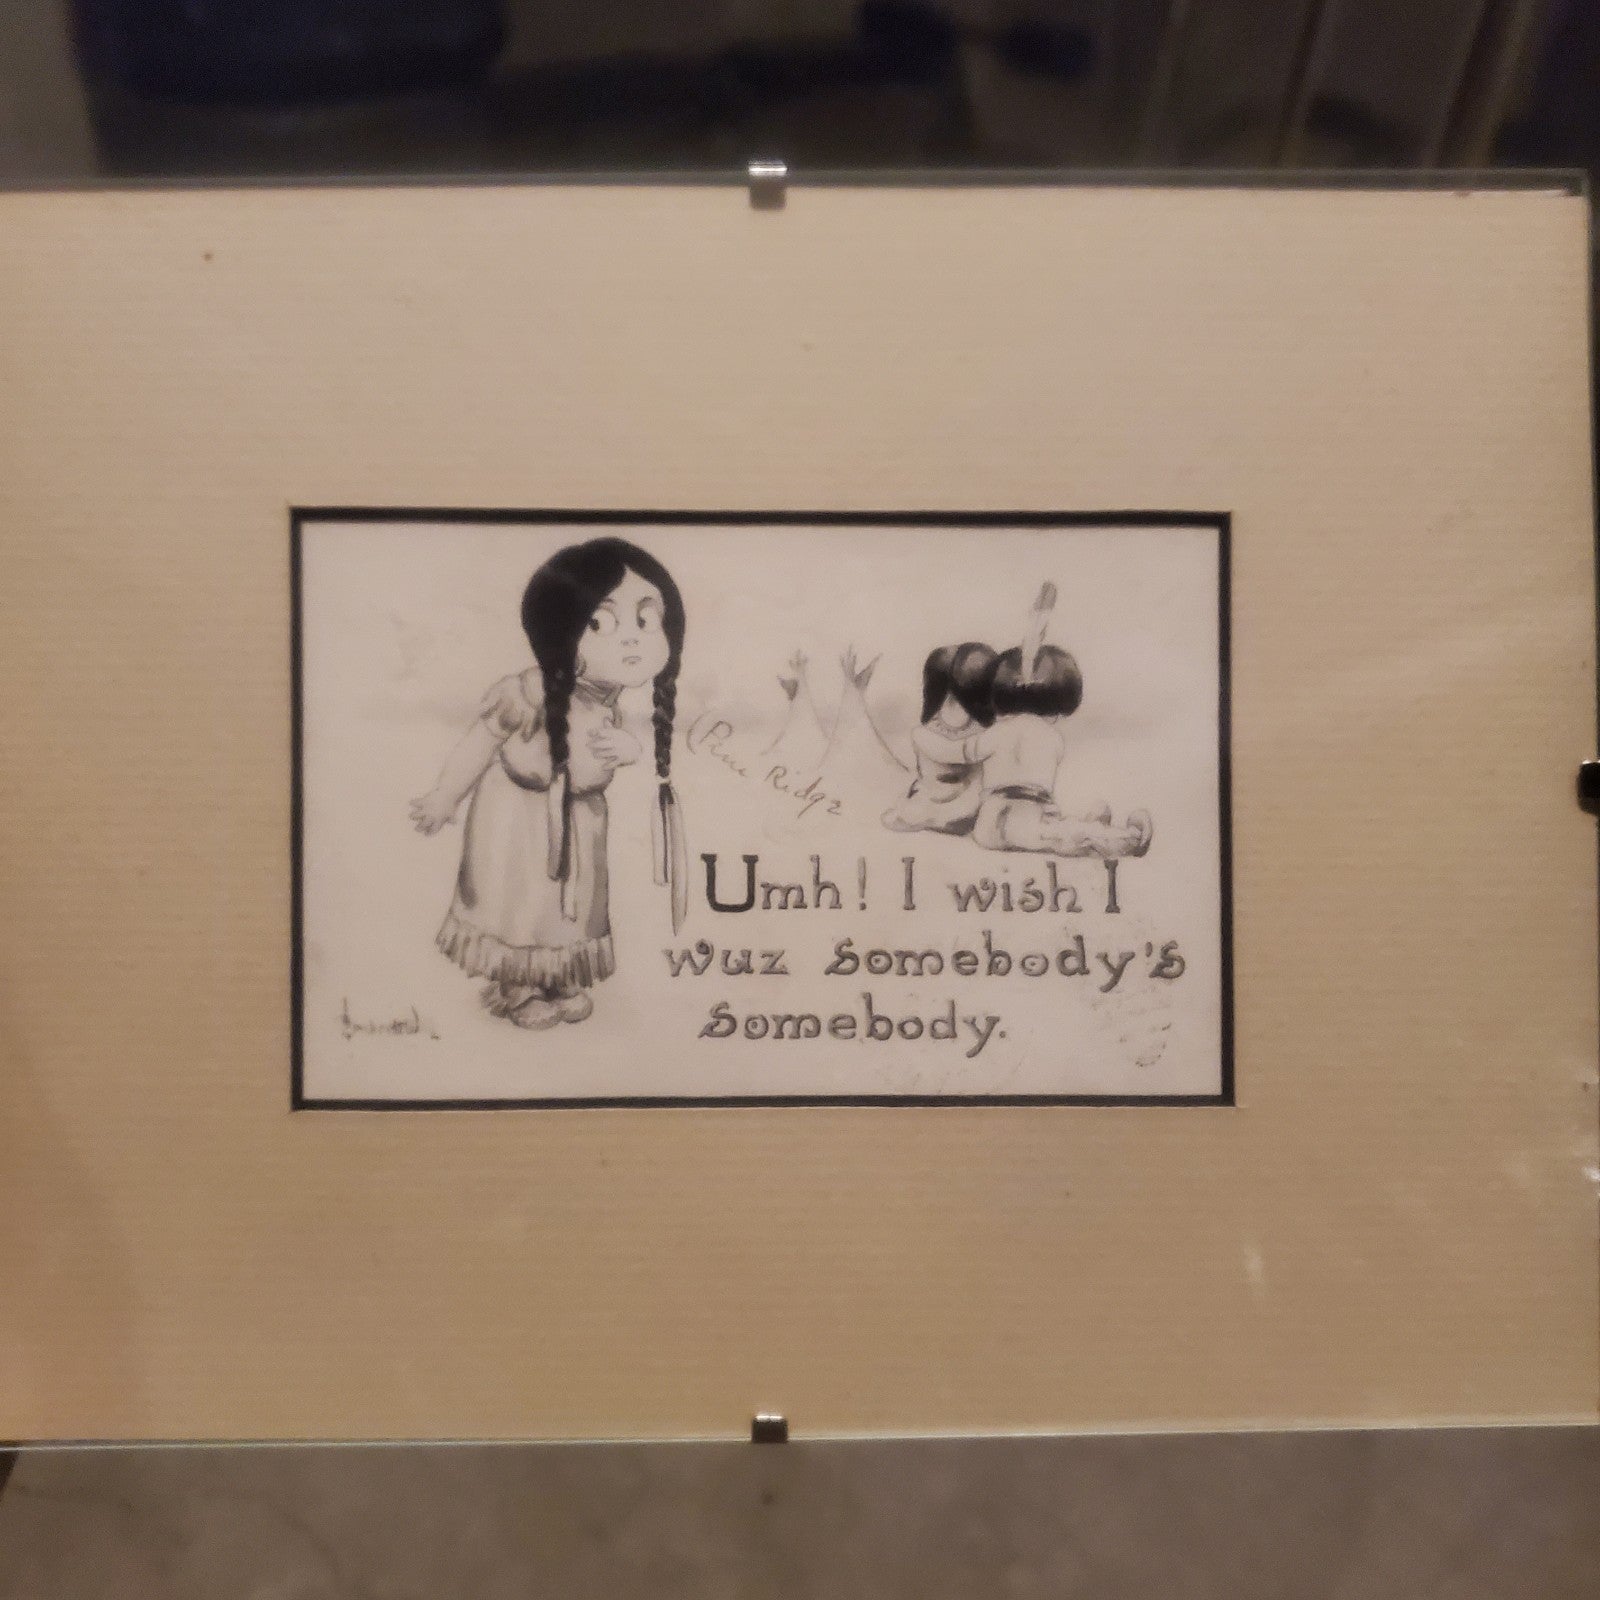 (Pine Ridge
Umh! I wish I
wuz somebody's
somebody.